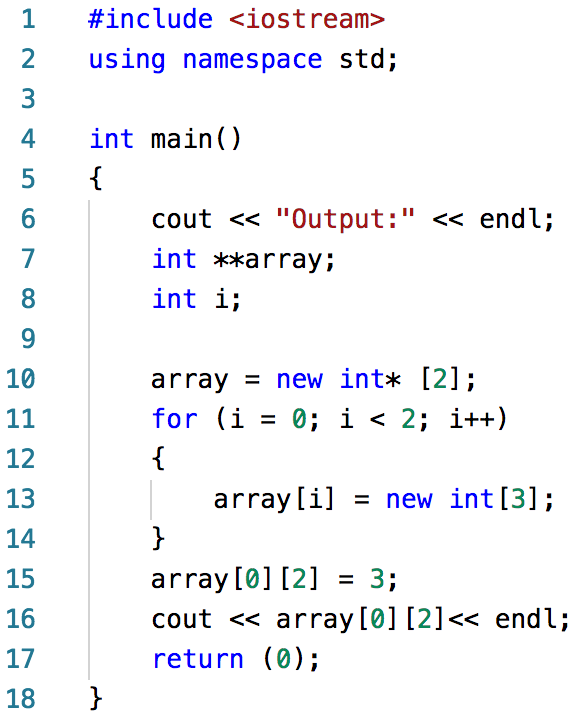 1 #include <iostream>
2 using namespace std;
3
4 int main()
5 {
6 cout << "Output:" << endl;
7 int **array;
8 int i;
9
10 array = new int* [2];
11 for (i = 0; i < 2; i++)
12 {
13 array[i] = new int[3];
14 }
15 array[0][2] = 3;
16 cout << array[0][2]<< endl;
17 return (0);
18 }